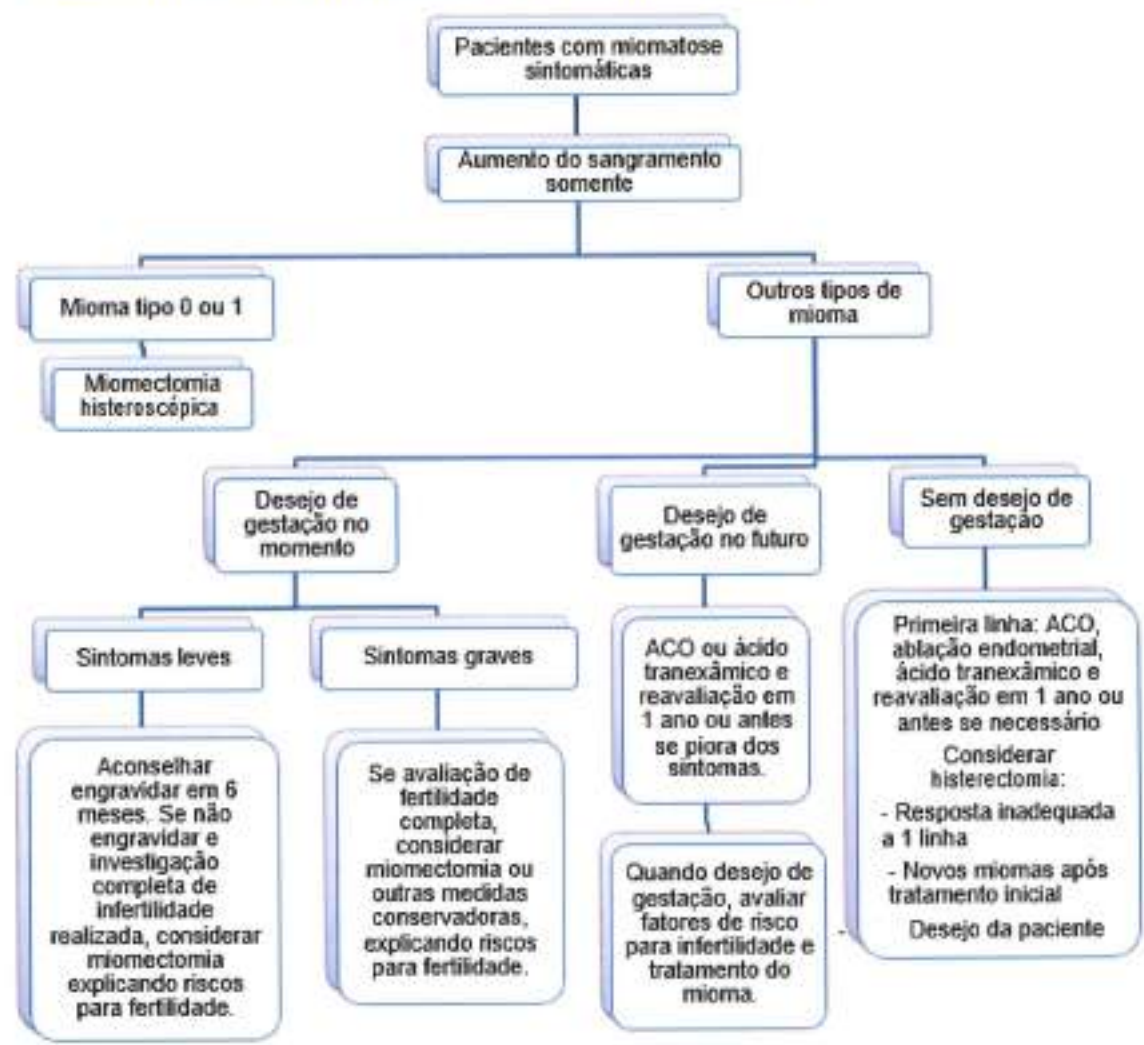 Pacientes com miomatose
sintomáticas
Aumento do sangramento
somente
Mioma tipo 0 ou 1
Outros tipos de
mioma
Miomectomia
histeroscópica
Desejo de
gestação no
momento
Desejo de
gestação no futuro
Sem desejo de
gestação
Sintomas leves
Sintomas graves
ACO ou ácido
tranexâmico e
reavaliação em
1 ano ou antes
se piora dos
sintomas.
Primeira linha: ACO,
ablação endometrial,
ácido tranexâmico e
reavaliação em 1 ano ou
antes se necessário
Considerar
histerectomia:
- Resposta inadequada
a 1 linha
- Novos miomas após
tratamento inicial
- Desejo da paciente
Aconselhar
engravidar em 6
meses. Se não
engravidar e
investigação
completa de
infertilidade
realizada, considerar
miomectomia
explicando riscos
para fertilidade.
Se avaliação de
fertilidade
completa,
considerar
miomectomia ou
outras medidas
conservadoras,
explicando riscos
para fertilidade.
Quando desejo de
gestação, avaliar
fatores de risco
para infertilidade e
tratamento do
mioma.